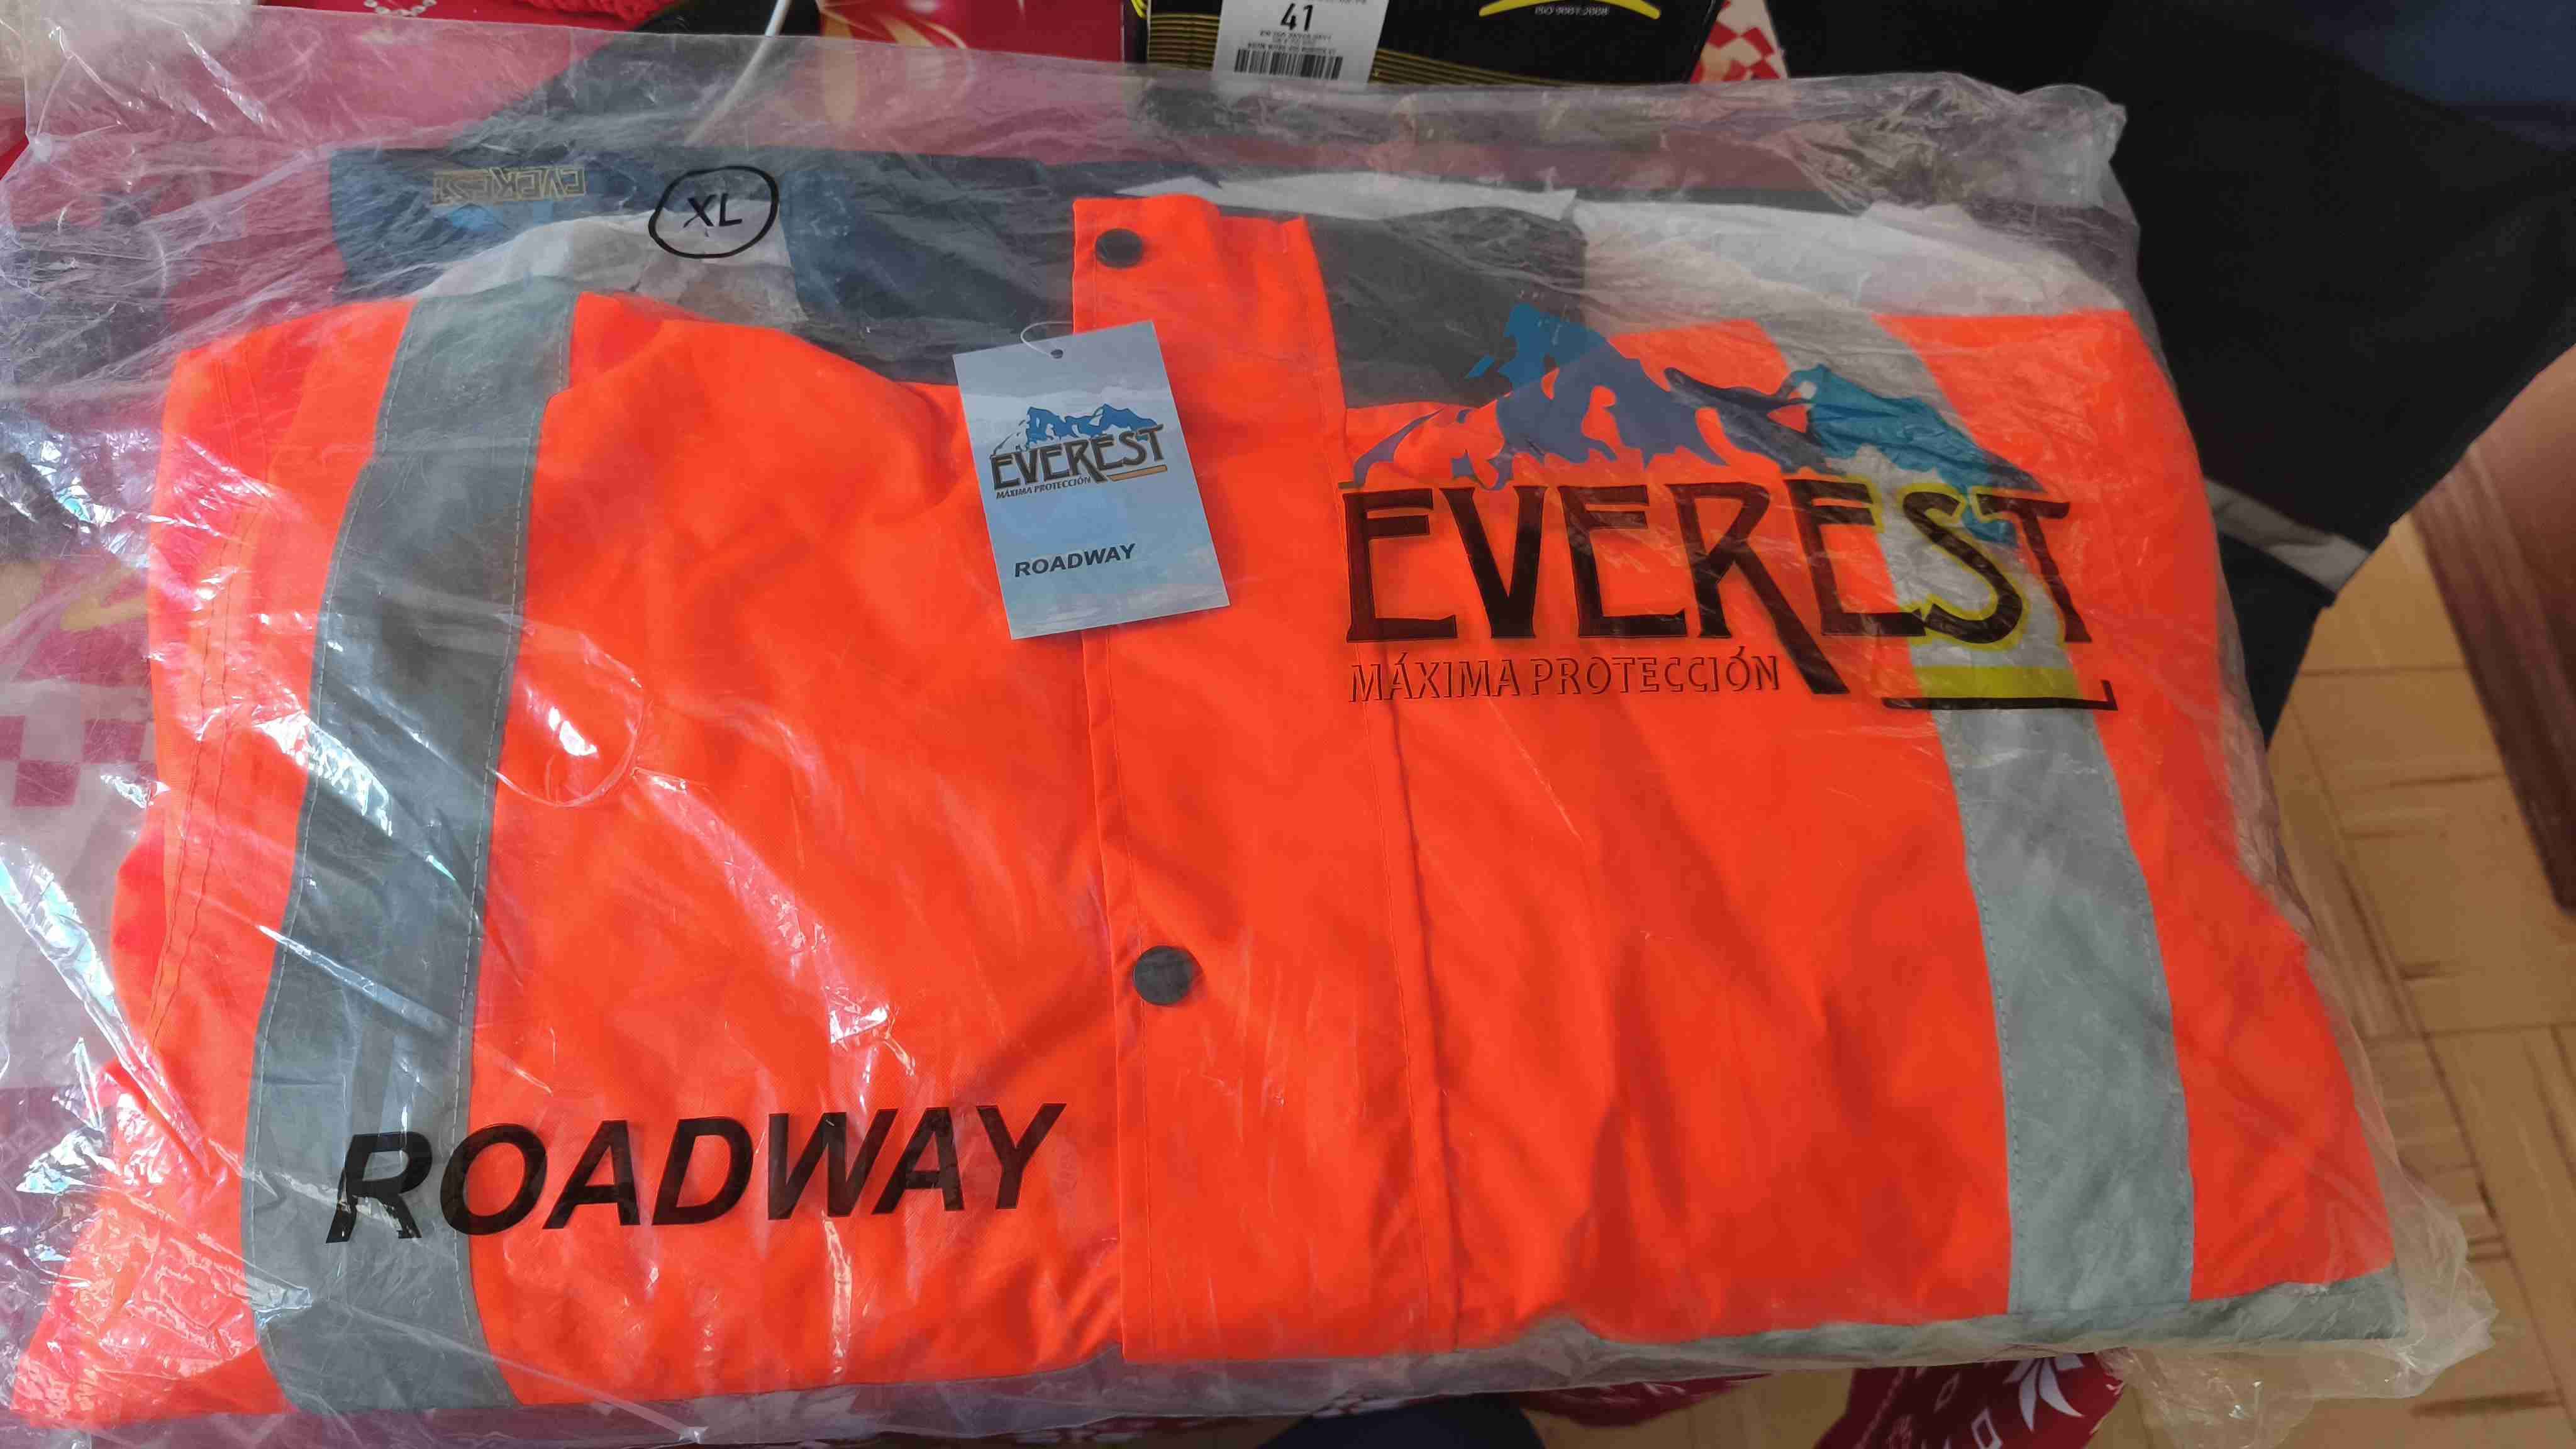 41
ISO 9001:2008
EVEREST
XL
EVEREST
MÁXIMA PROTECCIÓN
ROADWAY
EVEREST
MÁXIMA PROTECCIÓN
ROADWAY